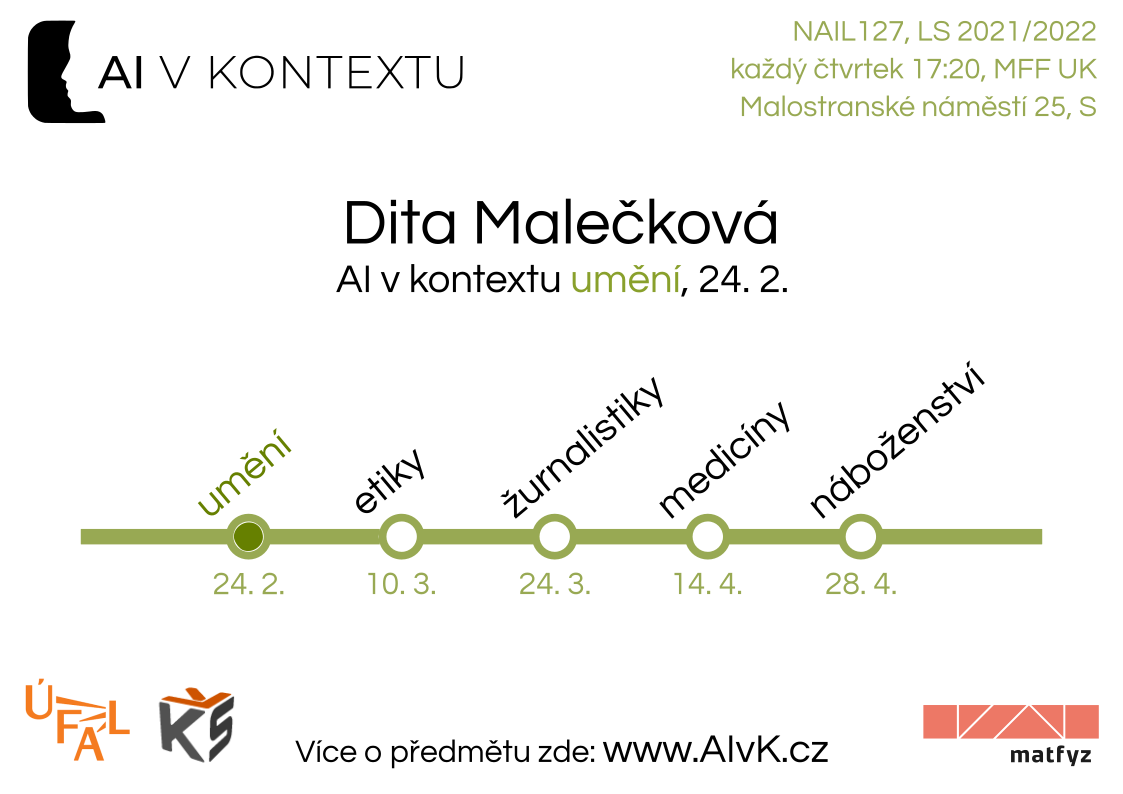 AI V KONTEXTU
NAIL127, LS 2021/2022
každý čtvrtek 17:20, MFF UK
Malostranské náměstí 25, S
Dita Malečková
AI v kontextu umění, 24. 2.
umění
etiky
žurnalistiky
medicíny
náboženství
24. 2.
10. 3.
24. 3.
14. 4.
28. 4.
ÚFAL
KŠ
Více o předmětu zde: www.AIvK.cz
matfyz